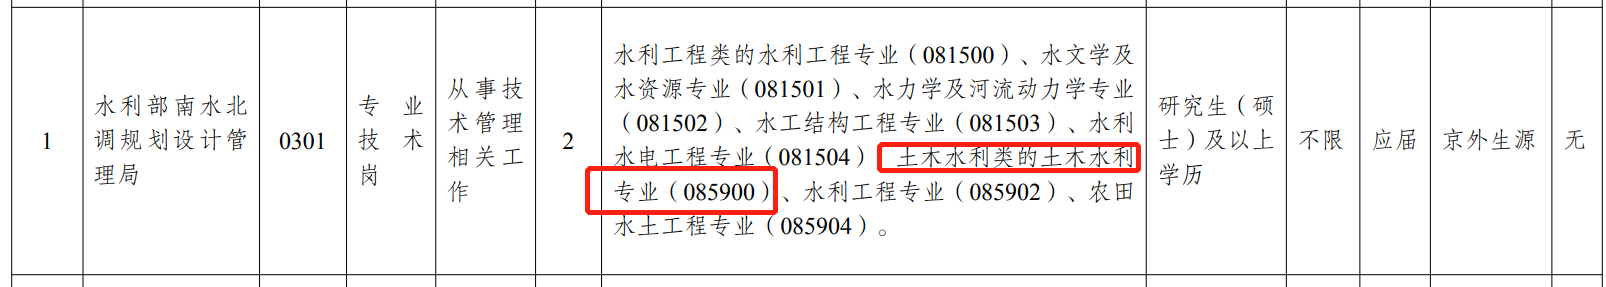 1
水利部南水北
调规划设计管
理局
0301
专业
技术
岗
从事技
术管理
相关工
作
2
水利工程类的水利工程专业（081500）、水文学及
水资源专业（081501）、水力学及河流动力学专业
（081502）、水工结构工程专业（081503）、水利
水电工程专业（081504） 土木水利类的土木水利
专业（085900）、水利工程专业（085902）、农田
水土工程专业（085904）。
研究生（硕
士）及以上
学历
不限
应届
京外生源
无